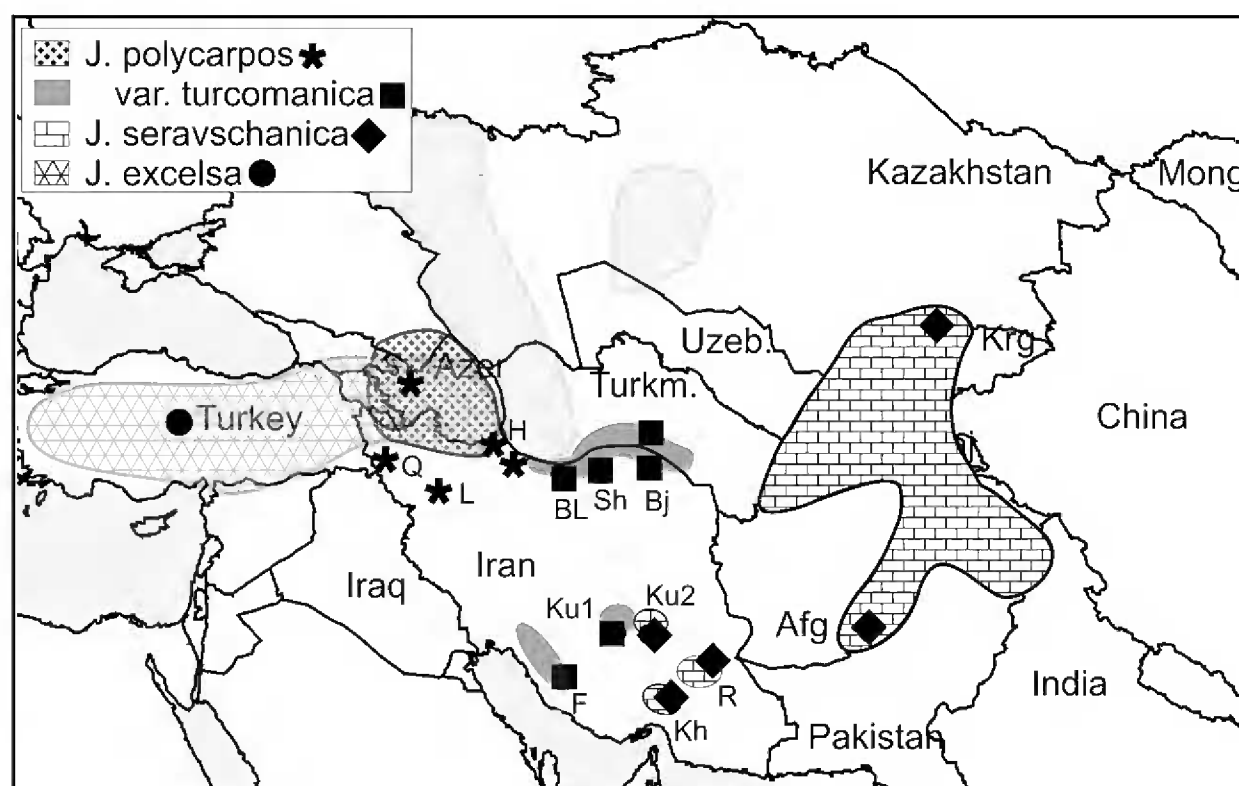 J. polycarpos
var. turcomanica
J. seravschanica
J. excelsa
Kazakhstan
Mong
Uzeb.
Krg
Azer
Turkm.
China
Turkey
H
Q
L
BL
Sh
Bj
Iran
Iraq
Ku1
Ku2
Afg
India
F
R
Kh
Pakistan